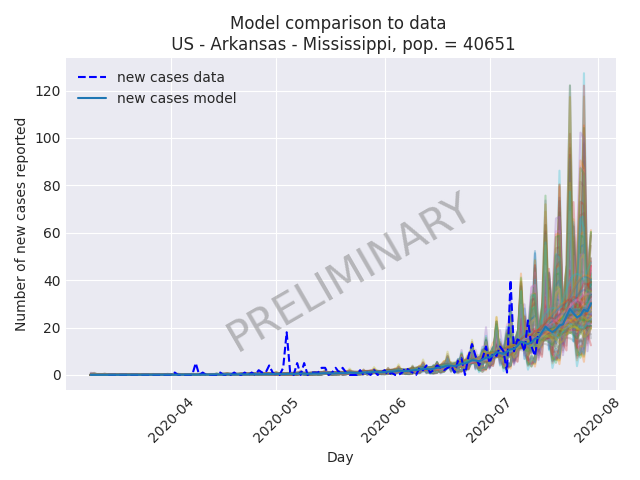 Model comparison to data
US - Arkansas - Mississippi, pop. = 40651
new cases data
new cases model
Number of new cases reported
120
100
80
60
40
20
0
PRELIMINARY
2020-04
2020-05
2020-06
2020-07
2020-08
Day